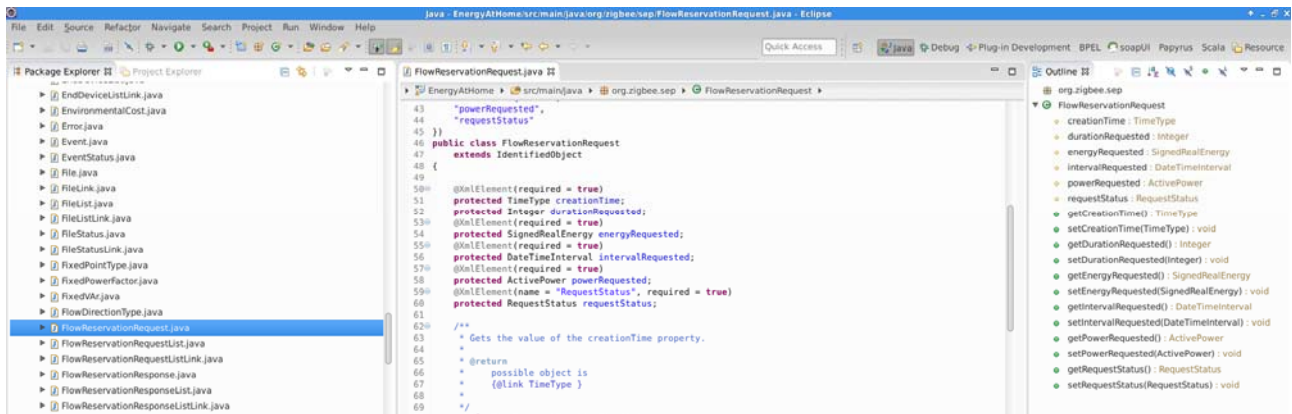 Java - EnergyAtHome/src/main/java/org/zigbee/sep/FlowReservationRequest.java - Eclipse
File Edit Source Refactor Navigate Search Project Run Window Help
Quick Access Java Debug Plug-in Development BPEL soapUI Papyrus Scala Resource
Package Explorer Project Explorer
EndDeviceListLink.java
EnvironmentalCost.java
Error.java
Event.java
EventStatus.java
File.java
FileLink.java
FileList.java
FileListLink.java
FileStatus.java
FileStatusLink.java
FixedPointType.java
FixedPowerFactor.java
FixedVAr.java
FlowDirectionType.java
FlowReservationRequest.java
FlowReservationRequestList.java
FlowReservationRequestListLink.java
FlowReservationResponse.java
FlowReservationResponseList.java
FlowReservationResponseListLink.java
FlowReservationRequest.java
EnergyAtHome src/main/java org.zigbee.sep FlowReservationRequest
43 "powerRequested",
44 "requestStatus"
45 })
46 public class FlowReservationRequest
47 extends IdentifiedObject
48 {
49
50 @XmlElement(required = true)
51 protected TimeType creationTime;
52 protected Integer durationRequested;
53 @XmlElement(required = true)
54 protected SignedRealEnergy energyRequested;
55 @XmlElement(required = true)
56 protected DateTimeInterval intervalRequested;
57 @XmlElement(required = true)
58 protected ActivePower powerRequested;
59 @XmlElement(name = "RequestStatus", required = true)
60 protected RequestStatus requestStatus;
61
62 /**
63 * Gets the value of the creationTime property.
64 *
65 * @return
66 * possible object is
67 * {@link TimeType }
68 *
69 */
Outline
org.zigbee.sep
FlowReservationRequest
creationTime : TimeType
durationRequested : Integer
energyRequested : SignedRealEnergy
intervalRequested : DateTimeInterval
powerRequested : ActivePower
requestStatus : RequestStatus
getCreationTime() : TimeType
setCreationTime(TimeType) : void
getDurationRequested() : Integer
setDurationRequested(Integer) : void
getEnergyRequested() : SignedRealEnergy
setEnergyRequested(SignedRealEnergy) : void
getIntervalRequested() : DateTimeInterval
setIntervalRequested(DateTimeInterval) : void
getPowerRequested() : ActivePower
setPowerRequested(ActivePower) : void
getRequestStatus() : RequestStatus
setRequestStatus(RequestStatus) : void